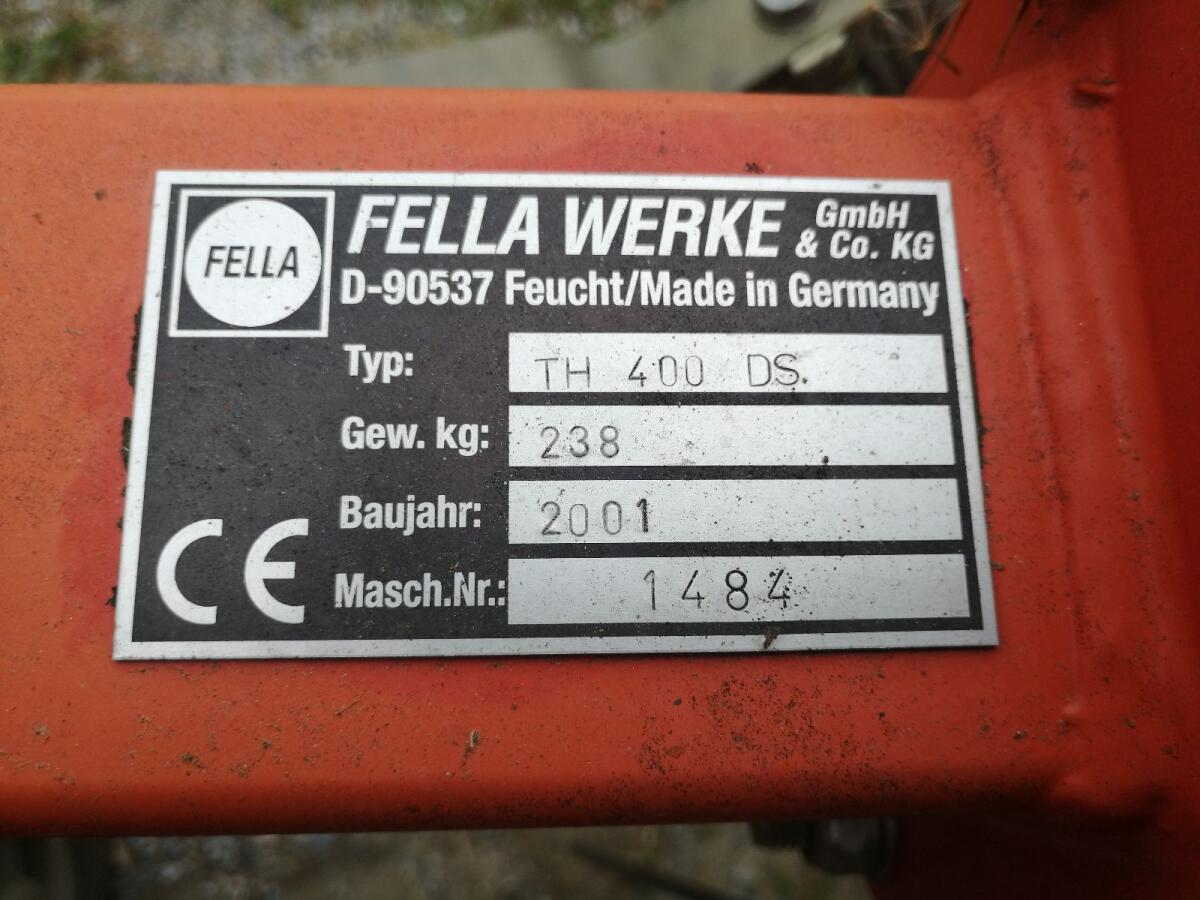 FELLA
FELLA WERKE GmbH & Co. KG
D-90537 Feucht/Made in Germany
Typ: TH 400 DS.
Gew. kg: 238
Baujahr: 2001
Masch.Nr.: 1484
CE